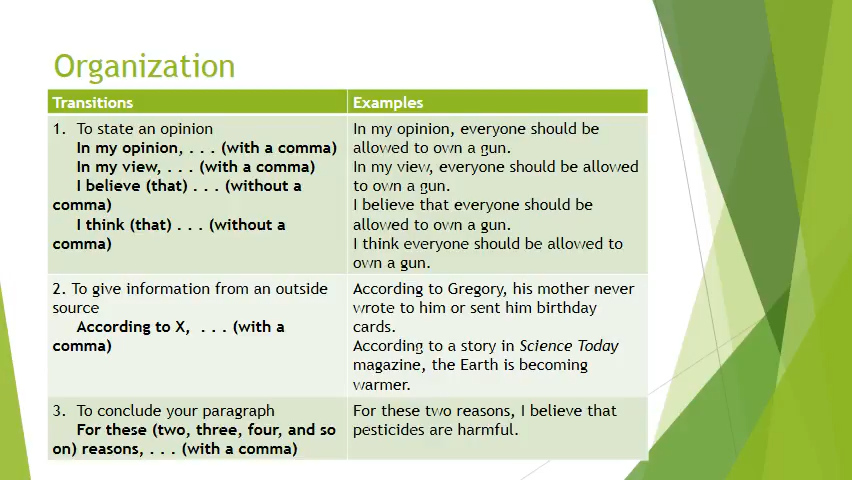 Organization
Transitions
Examples
1. To state an opinion
In my opinion, . . . (with a comma)
In my view, . . . (with a comma)
I believe (that) . . . (without a
comma)
I think (that) . . . (without a
comma)
In my opinion, everyone should be
allowed to own a gun.
In my view, everyone should be allowed
to own a gun.
I believe that everyone should be
allowed to own a gun.
I think everyone should be allowed to
own a gun.
2. To give information from an outside
source
According to X, . . . (with a
comma)
According to Gregory, his mother never
wrote to him or sent him birthday
cards.
According to a story in Science Today
magazine, the Earth is becoming
warmer.
3. To conclude your paragraph
For these (two, three, four, and so
on) reasons, . . . (with a comma)
For these two reasons, I believe that
pesticides are harmful.